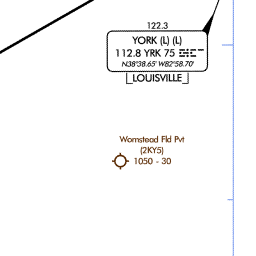 122.3
YORK (L) (L)
112.8 YRK 75
N38°38.65' W82°58.70'
LOUISVILLE
Womstead Fld Pvt
(2KY5)
1050 - 30